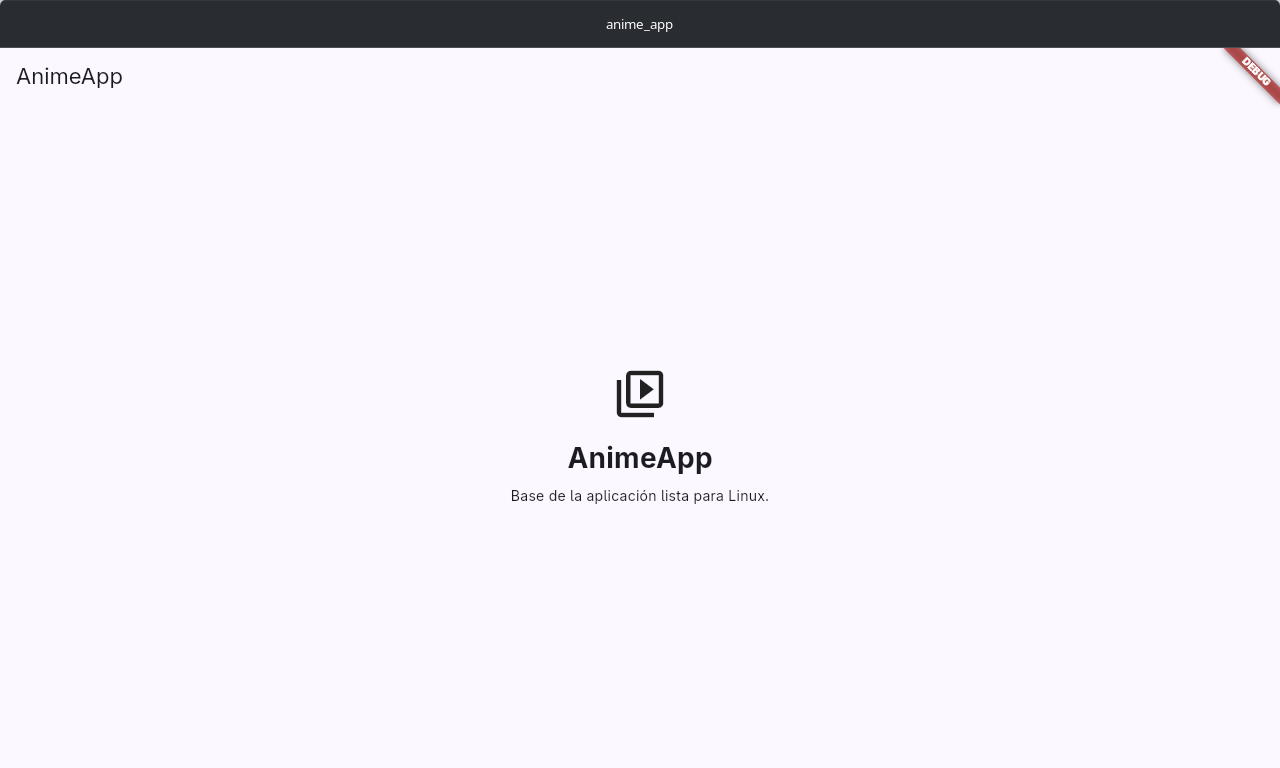 anime_app
AnimeApp
DEBUG
AnimeApp
Base de la aplicación lista para Linux.